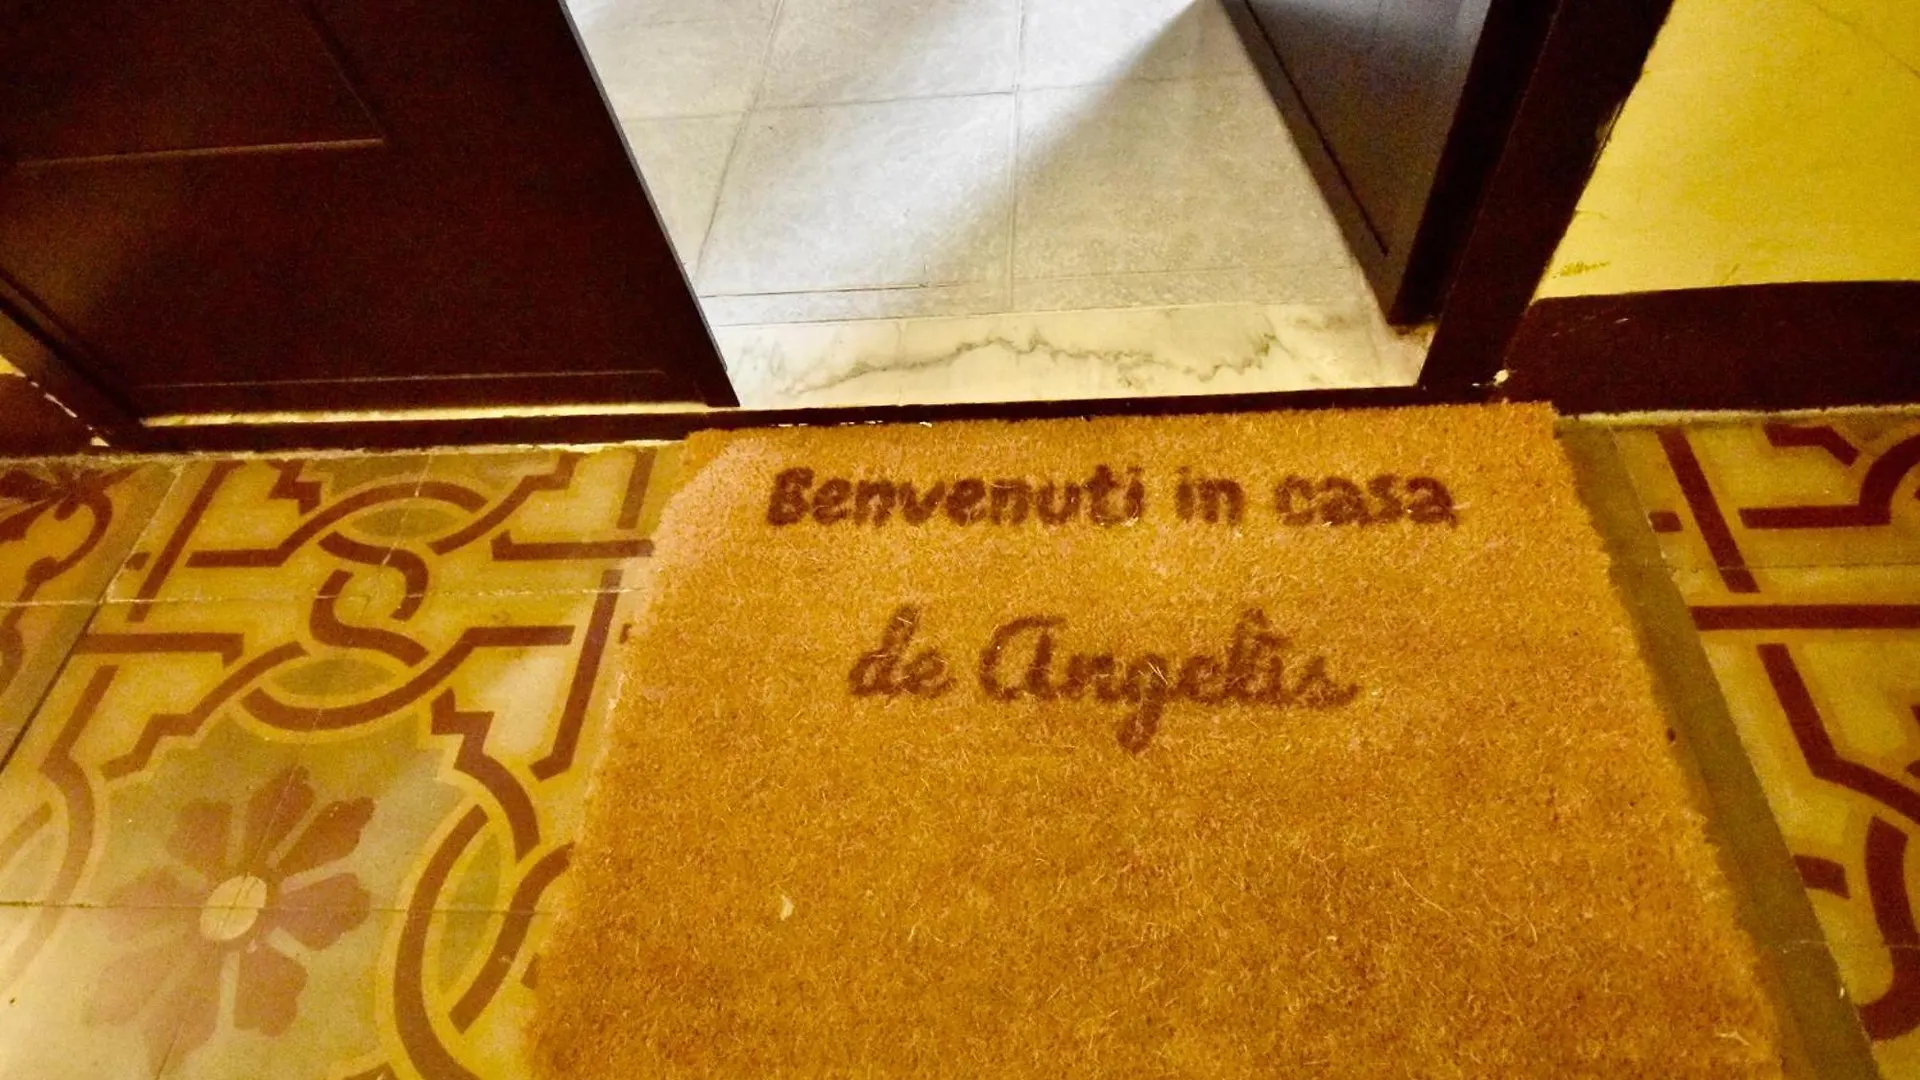 Benvenuti in casa
de Angelis